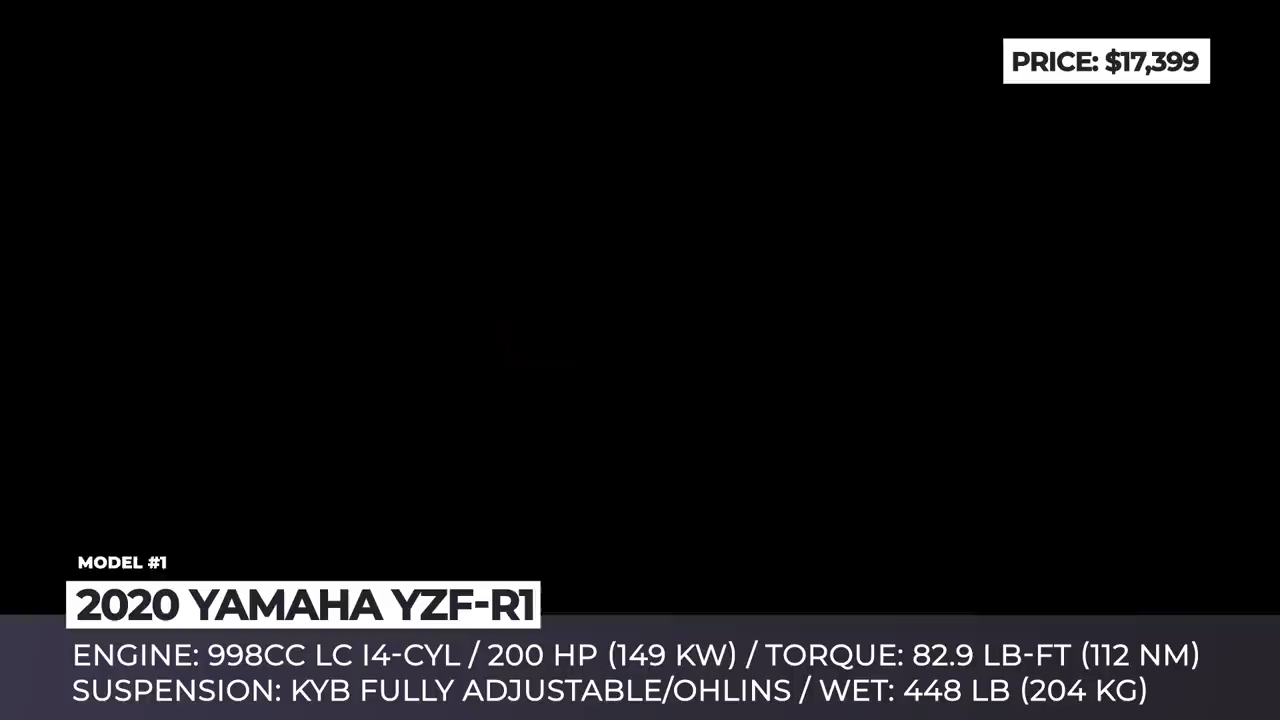 PRICE: $17,399
MODEL #1
2020 YAMAHA YZF-R1
ENGINE: 998CC LC I4-CYL / 200 HP (149 KW) / TORQUE: 82.9 LB-FT (112 NM)
SUSPENSION: KYB FULLY ADJUSTABLE/OHLINS / WET: 448 LB (204 KG)